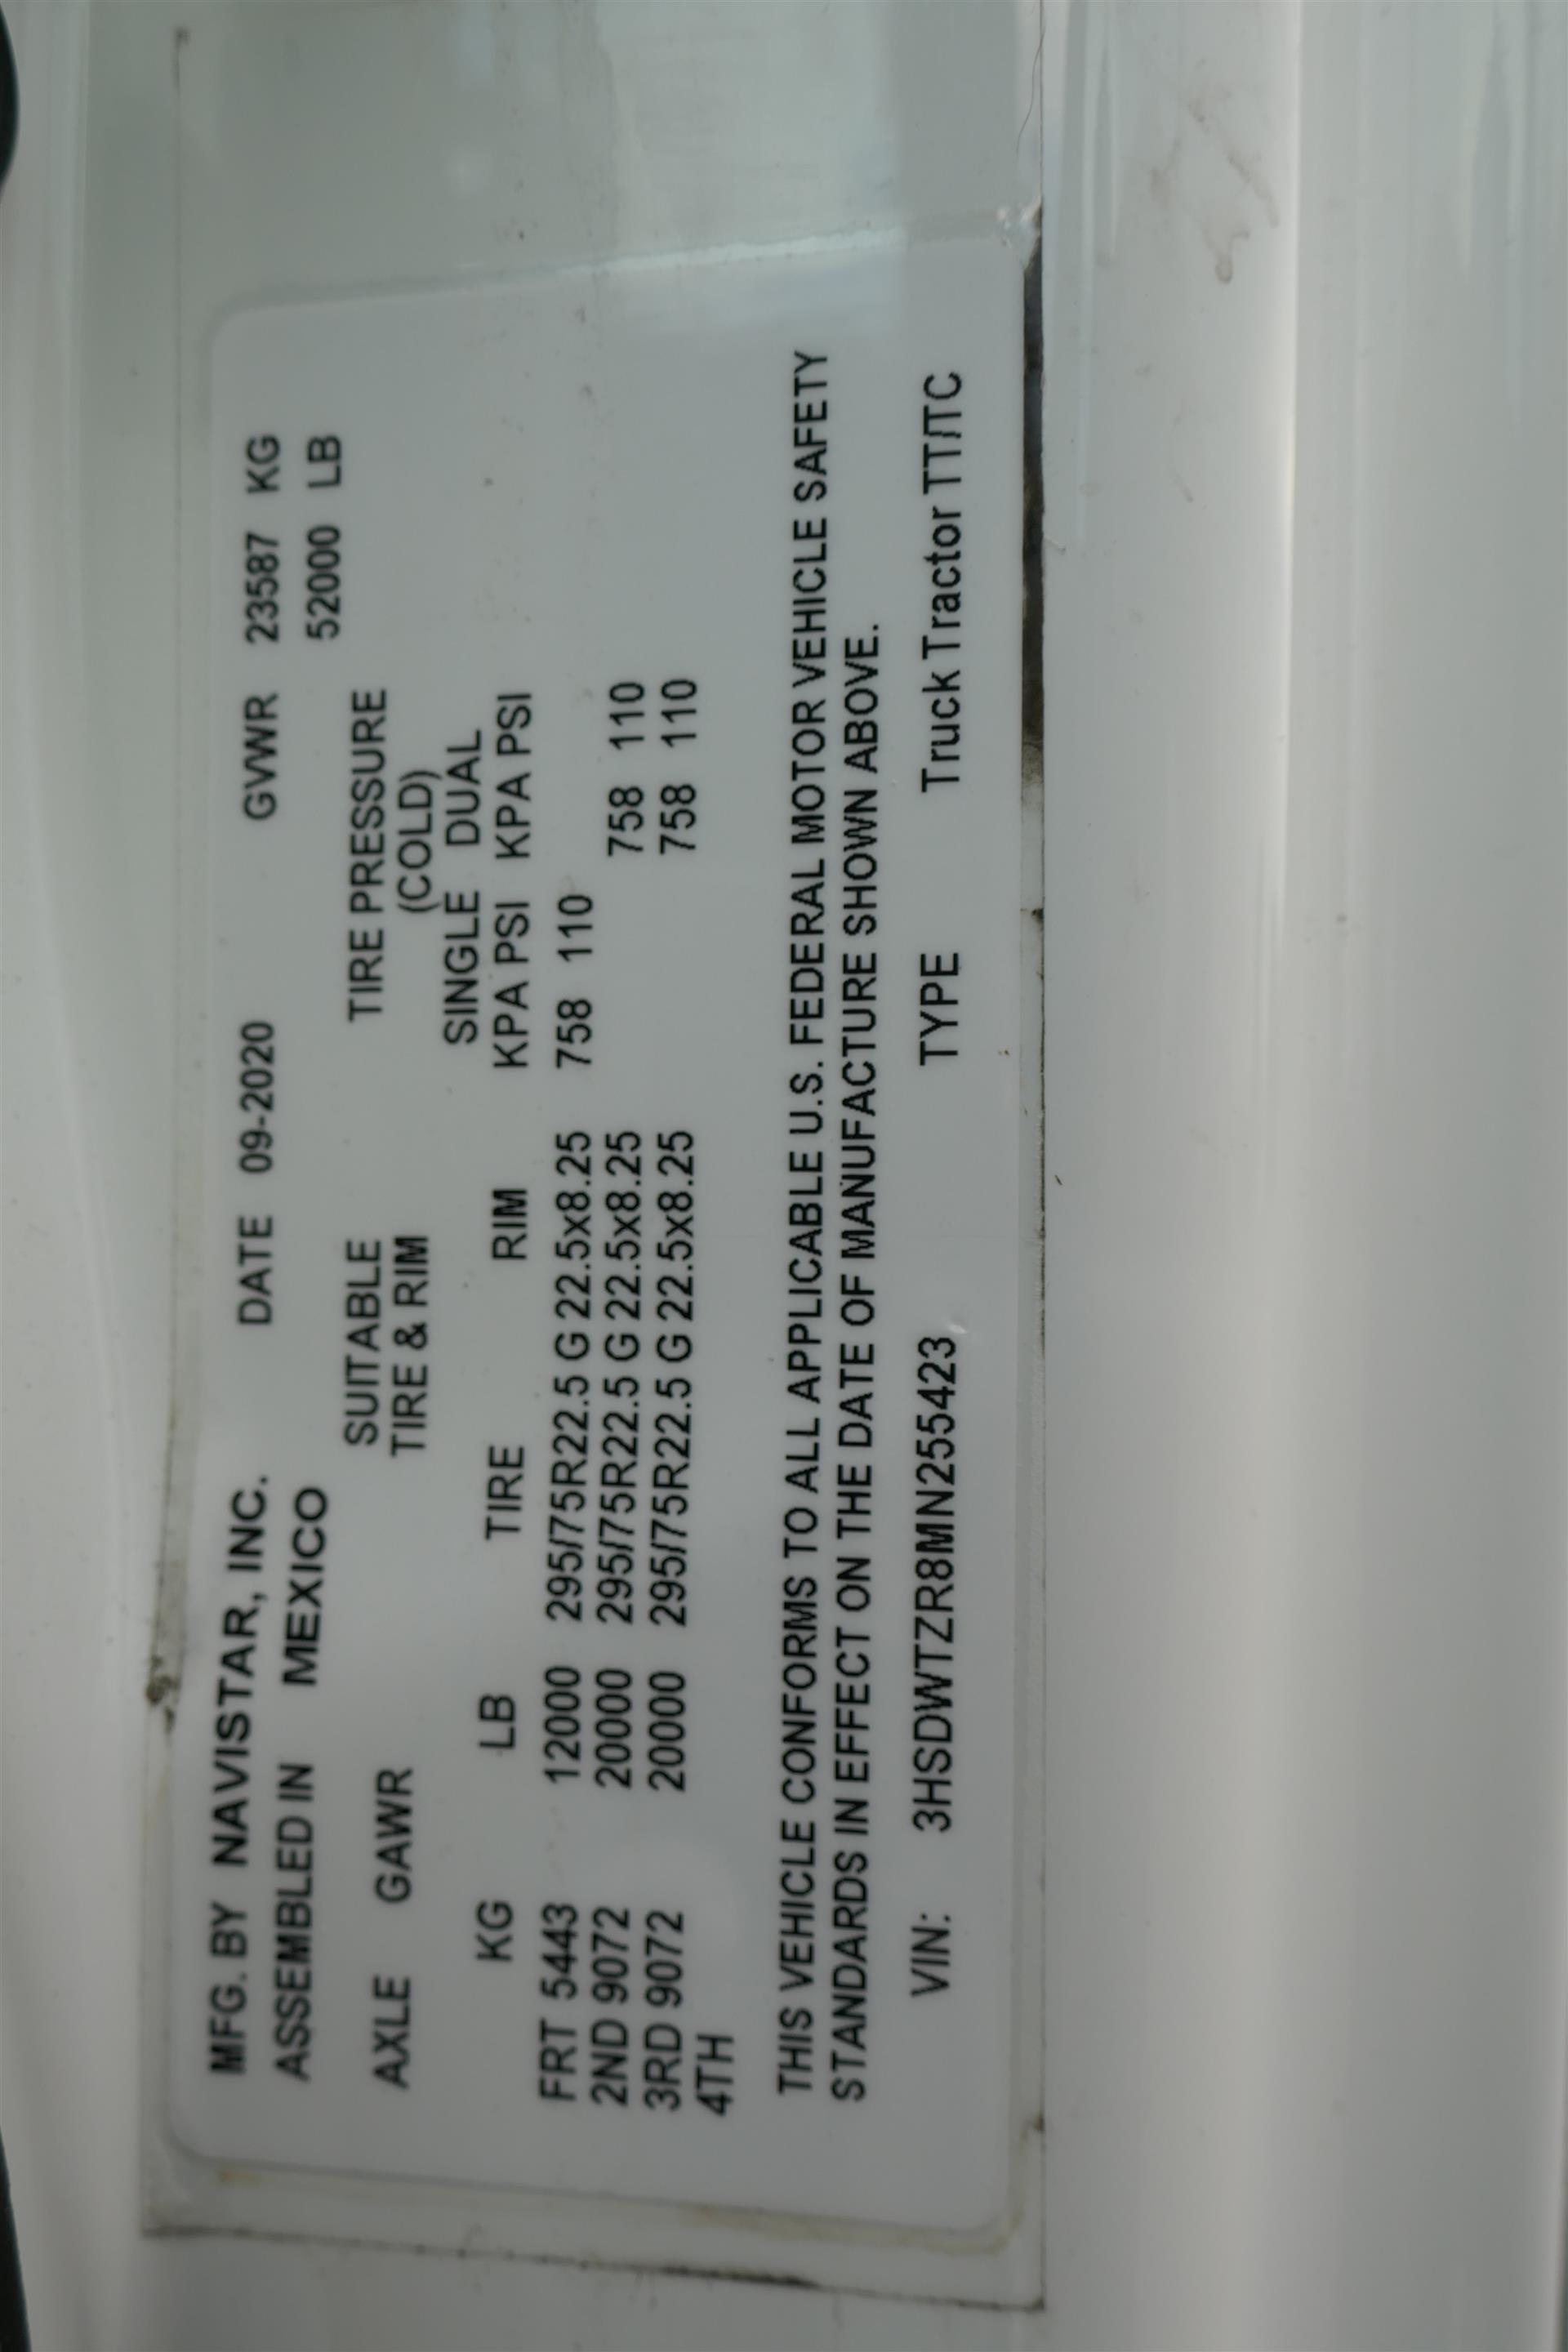 MFG. BY NAVISTAR, INC. DATE 09-2020 GVWR 23587 KG
ASSEMBLED IN MEXICO 52000 LB
SUITABLE TIRE PRESSURE
AXLE GAWR TIRE & RIM (COLD)
SINGLE DUAL
KG LB TIRE RIM KPA PSI KPA PSI
FRT 5443 12000 295/75R22.5 G 22.5x8.25 758 110
2ND 9072 20000 295/75R22.5 G 22.5x8.25 758 110
3RD 9072 20000 295/75R22.5 G 22.5x8.25 758 110
4TH
THIS VEHICLE CONFORMS TO ALL APPLICABLE U.S. FEDERAL MOTOR VEHICLE SAFETY
STANDARDS IN EFFECT ON THE DATE OF MANUFACTURE SHOWN ABOVE.
VIN: 3HSDWTZR8MN255423 TYPE Truck Tractor TT/TC